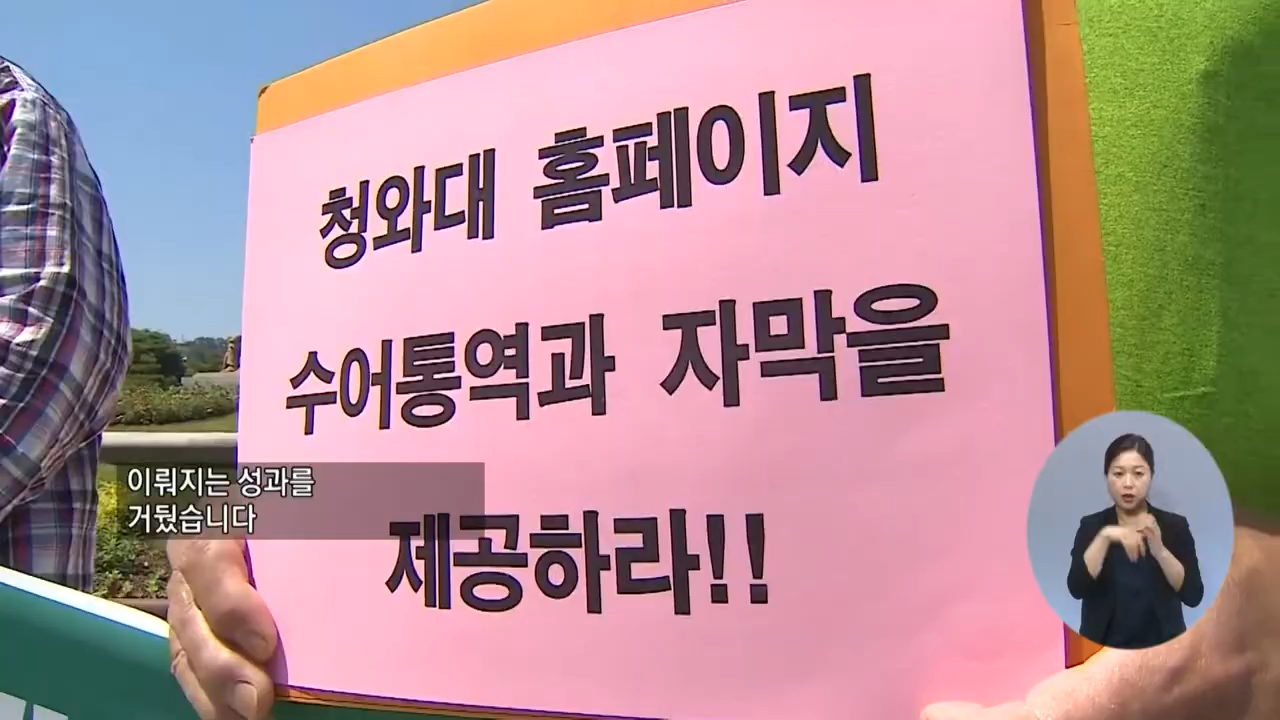 청와대 홈페이지
수어통역과 자막을
제공하라!!
이뤄지는 성과를
거뒀습니다